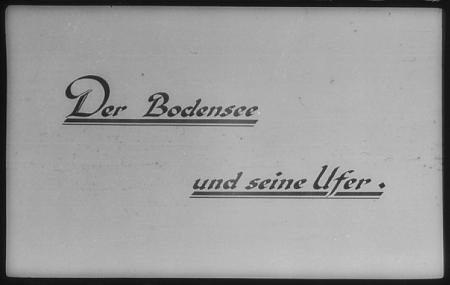 Der Bodensee
und seine Ufer.